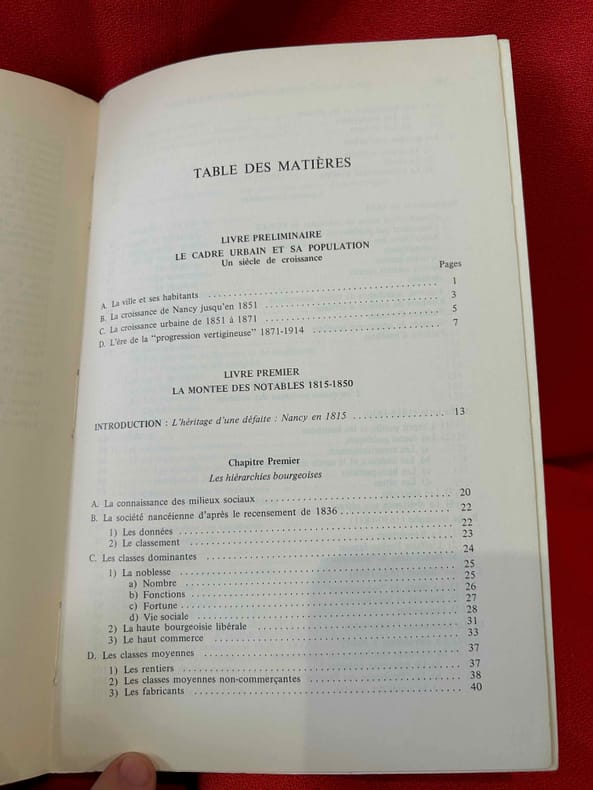 TABLE DES MATIÈRES
LIVRE PRELIMINAIRE
LE CADRE URBAIN ET SA POPULATION
Un siècle de croissance
Pages
A. La ville et ses habitants . . . . . . . . . . . . . . . . . . . . 1
B. La croissance de Nancy jusqu'en 1851 . . . . . . . . . . . . . . . . . . . . 3
C. La croissance urbaine de 1851 à 1871 . . . . . . . . . . . . . . . . . . . . 5
D. L'ère de la "progression vertigineuse" 1871-1914 . . . . . . . . . . . . . . . . . . . . 7
LIVRE PREMIER
LA MONTEE DES NOTABLES 1815-1850
INTRODUCTION : L'héritage d'une défaite : Nancy en 1815 . . . . . . . . . . . . . . . . 13
Chapitre Premier
Les hiérarchies bourgeoises
A. La connaissance des milieux sociaux . . . . . . . . . . . . . . . . . . . . 20
B. La société nancéienne d'après le recensement de 1836 . . . . . . . . . . . . . . . . 22
1) Les données . . . . . . . . . . . . . . . . . . . . 22
2) Le classement . . . . . . . . . . . . . . . . . . . . 23
C. Les classes dominantes . . . . . . . . . . . . . . . . . . . . 24
1) La noblesse . . . . . . . . . . . . . . . . . . . . 25
a) Nombre . . . . . . . . . . . . . . . . . . . . 25
b) Fonctions . . . . . . . . . . . . . . . . . . . . 26
c) Fortune . . . . . . . . . . . . . . . . . . . . 27
d) Vie sociale . . . . . . . . . . . . . . . . . . . . 28
2) La haute bourgeoisie libérale . . . . . . . . . . . . . . . . . . . . 31
3) Le haut commerce . . . . . . . . . . . . . . . . . . . . 33
D. Les classes moyennes . . . . . . . . . . . . . . . . . . . . 37
1) Les rentiers . . . . . . . . . . . . . . . . . . . . 37
2) Les classes moyennes non-commerçantes . . . . . . . . . . . . . . . . . . . . 38
3) Les fabricants . . . . . . . . . . . . . . . . . . . . 40